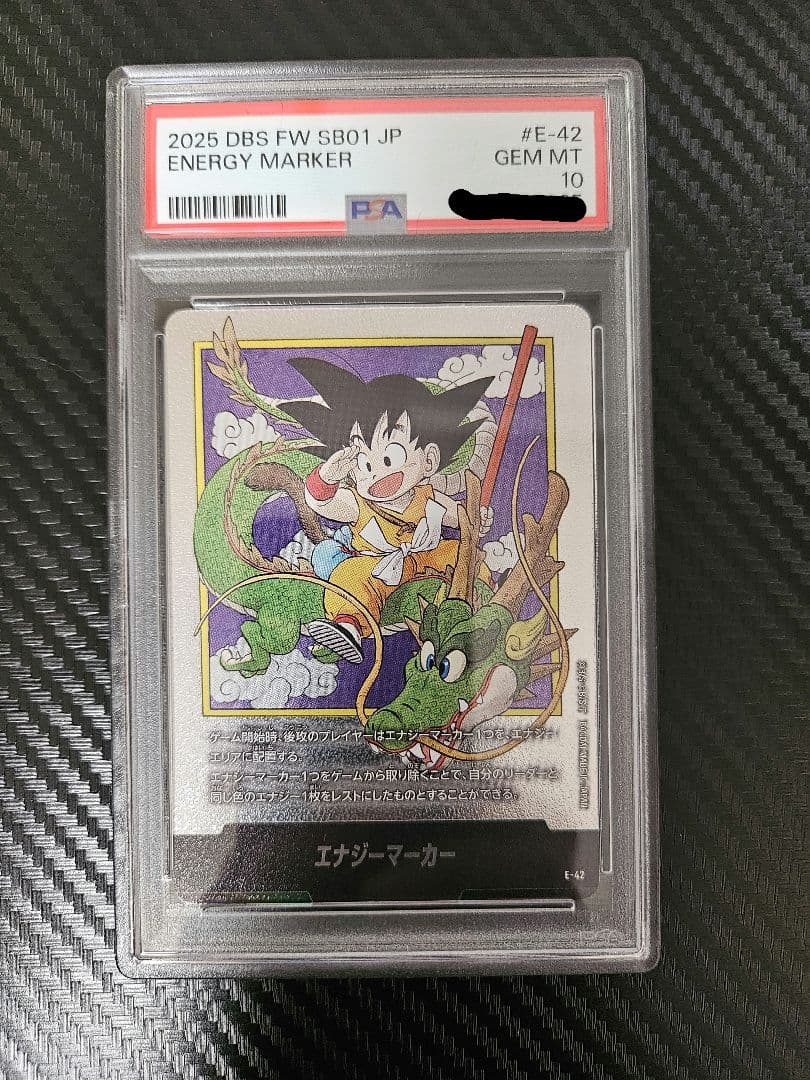 2025 DBS FW SB01 JP
#E-42
ENERGY MARKER
GEM MT
10
PSA
ゲーム開始時、後攻のプレイヤーはエナジーマーカー1つを、エナジー
エリアに配置する。
エナジーマーカー1つをゲームから取り除くことで、自分のリーダーと
同じ色のエナジー1枚をレストにしたものとすることができる。
エナジーマーカー
E-42